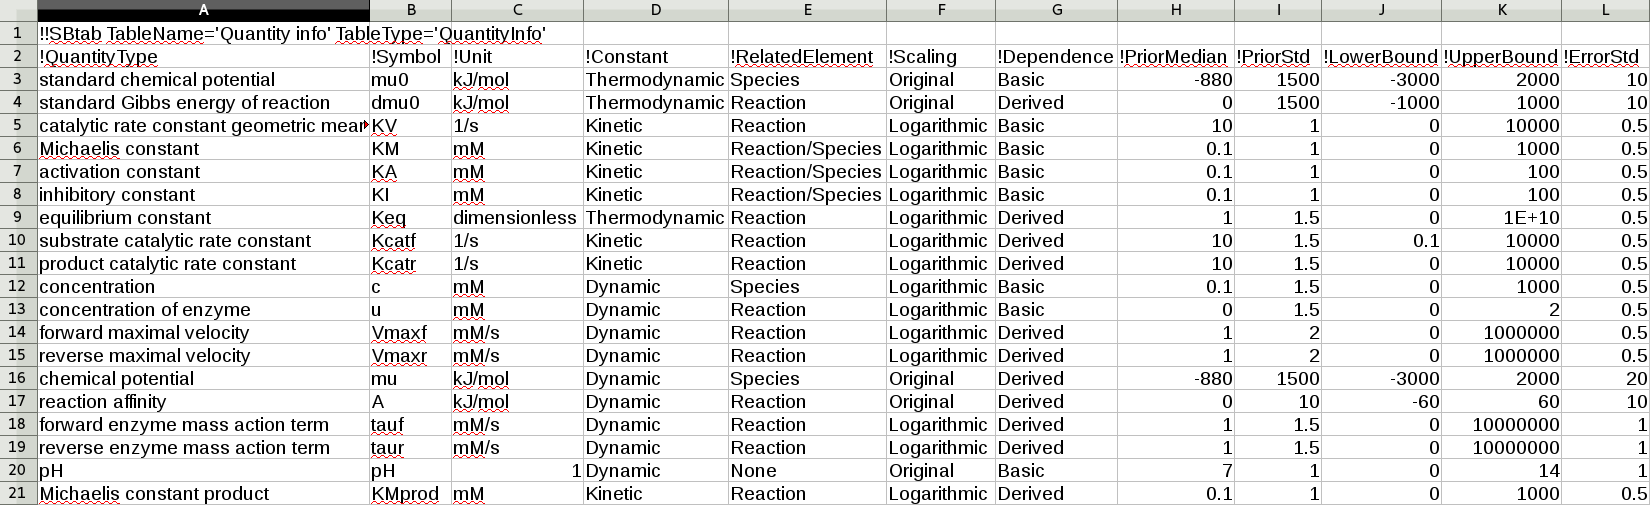 A B C D E F G H I J K L
1 !!SBtab TableName='Quantity info' TableType='QuantityInfo'
2 !QuantityType !Symbol !Unit !Constant !RelatedElement !Scaling !Dependence !PriorMedian !PriorStd !LowerBound !UpperBound !ErrorStd
3 standard chemical potential mu0 kJ/mol Thermodynamic Species Original Basic -880 1500 -3000 2000 10
4 standard Gibbs energy of reaction dmu0 kJ/mol Thermodynamic Reaction Original Derived 0 1500 -1000 1000 10
5 catalytic rate constant geometric mean KV 1/s Kinetic Reaction Logarithmic Basic 10 1 0 10000 0.5
6 Michaelis constant KM mM Kinetic Reaction/Species Logarithmic Basic 0.1 1 0 1000 0.5
7 activation constant KA mM Kinetic Reaction/Species Logarithmic Basic 0.1 1 0 100 0.5
8 inhibitory constant KI mM Kinetic Reaction/Species Logarithmic Basic 0.1 1 0 100 0.5
9 equilibrium constant Keq dimensionless Thermodynamic Reaction Logarithmic Derived 1 1.5 0 1E+10 0.5
10 substrate catalytic rate constant Kcatf 1/s Kinetic Reaction Logarithmic Derived 10 1.5 0.1 10000 0.5
11 product catalytic rate constant Kcatr 1/s Kinetic Reaction Logarithmic Derived 10 1.5 0 10000 0.5
12 concentration c mM Dynamic Species Logarithmic Basic 0.1 1.5 0 1000 0.5
13 concentration of enzyme u mM Dynamic Reaction Logarithmic Basic 0 1.5 0 2 0.5
14 forward maximal velocity Vmaxf mM/s Dynamic Reaction Logarithmic Derived 1 2 0 1000000 0.5
15 reverse maximal velocity Vmaxr mM/s Dynamic Reaction Logarithmic Derived 1 2 0 1000000 0.5
16 chemical potential mu kJ/mol Dynamic Species Original Derived -880 1500 -3000 2000 20
17 reaction affinity A kJ/mol Dynamic Reaction Original Derived 0 10 -60 60 10
18 forward enzyme mass action term tauf mM/s Dynamic Reaction Logarithmic Derived 1 1.5 0 10000000 1
19 reverse enzyme mass action term taur mM/s Dynamic Reaction Logarithmic Derived 1 1.5 0 10000000 1
20 pH pH 1 Dynamic None Original Basic 7 1 0 14 1
21 Michaelis constant product KMprod mM Kinetic Reaction Logarithmic Derived 0.1 1 0 1000 0.5